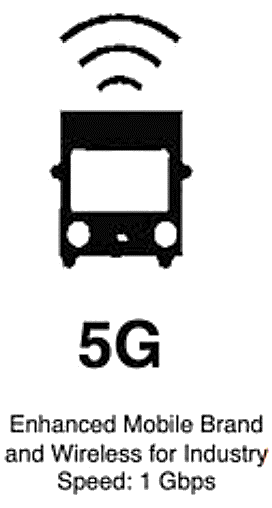 5G
Enhanced Mobile Brand
and Wireless for Industry
Speed: 1 Gbps